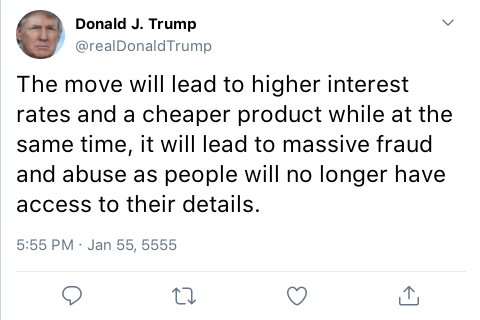 Donald J. Trump
@realDonaldTrump
The move will lead to higher interest
rates and a cheaper product while at the
same time, it will lead to massive fraud
and abuse as people will no longer have
access to their details.
5:55 PM · Jan 55, 5555